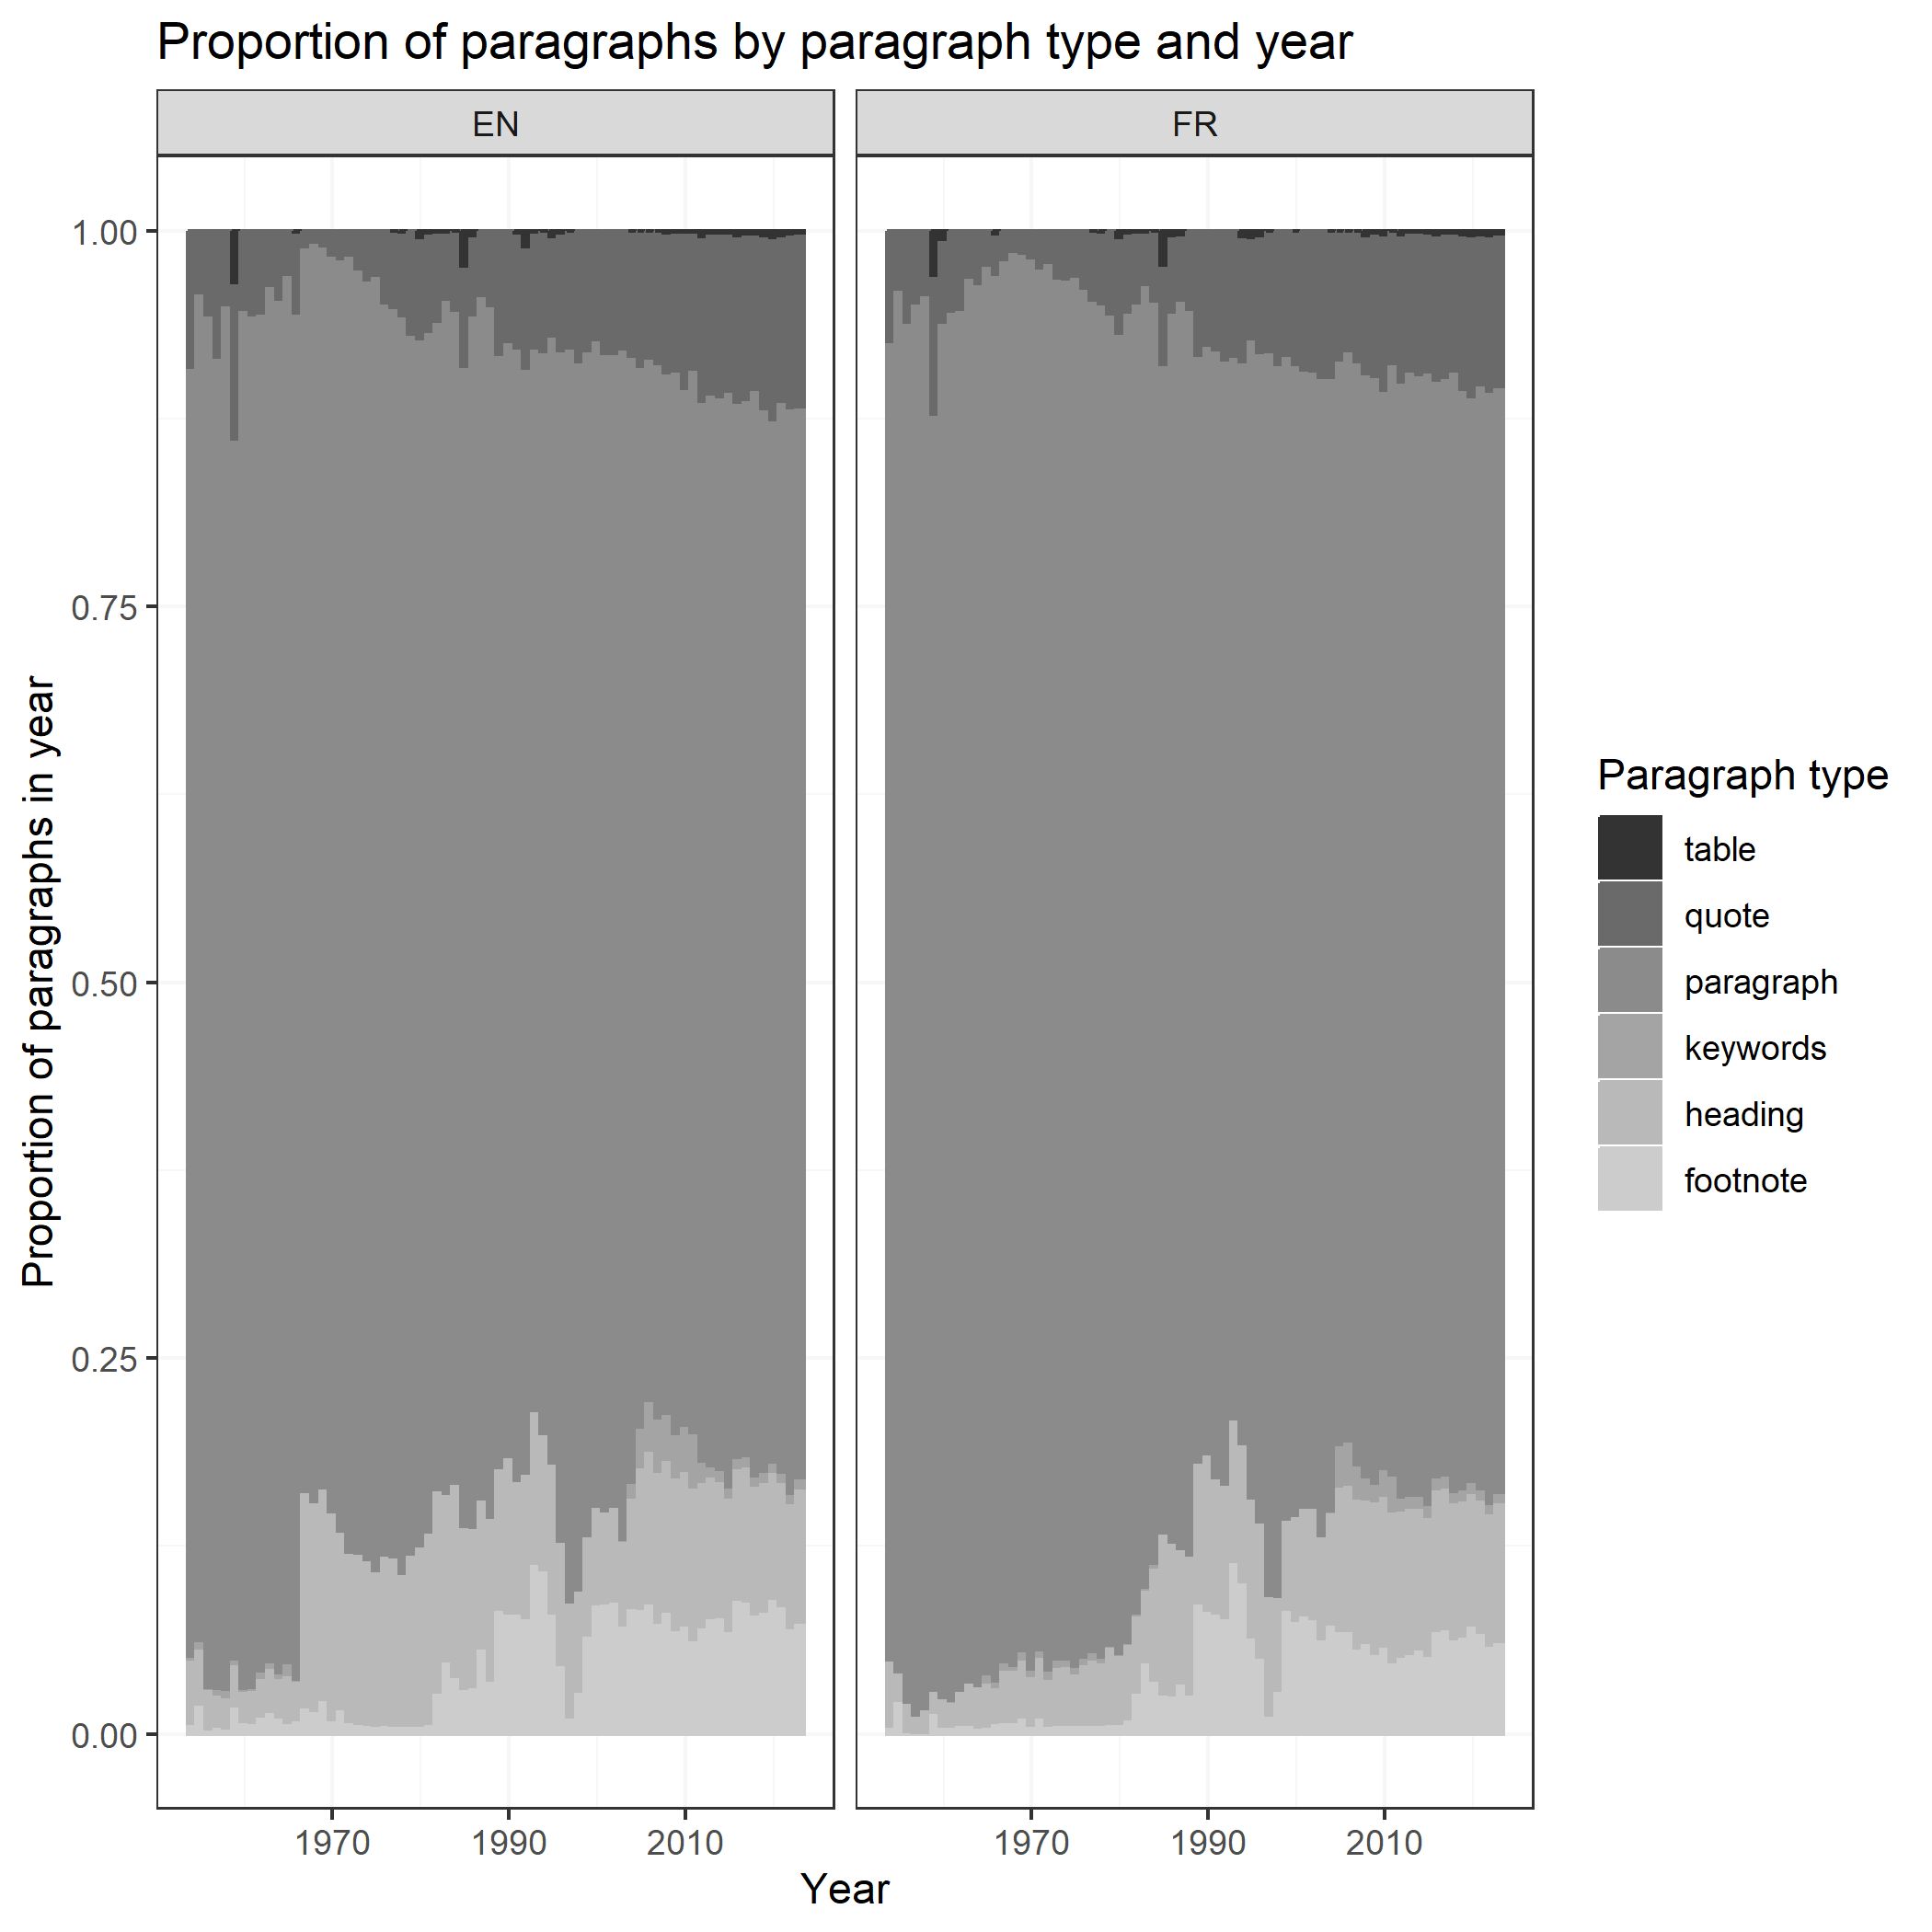 Proportion of paragraphs by paragraph type and year
EN
FR
1.00
0.75
0.50
0.25
0.00
Proportion of paragraphs in year
1970
1990
2010
1970
1990
2010
Year
Paragraph type
table
quote
paragraph
keywords
heading
footnote